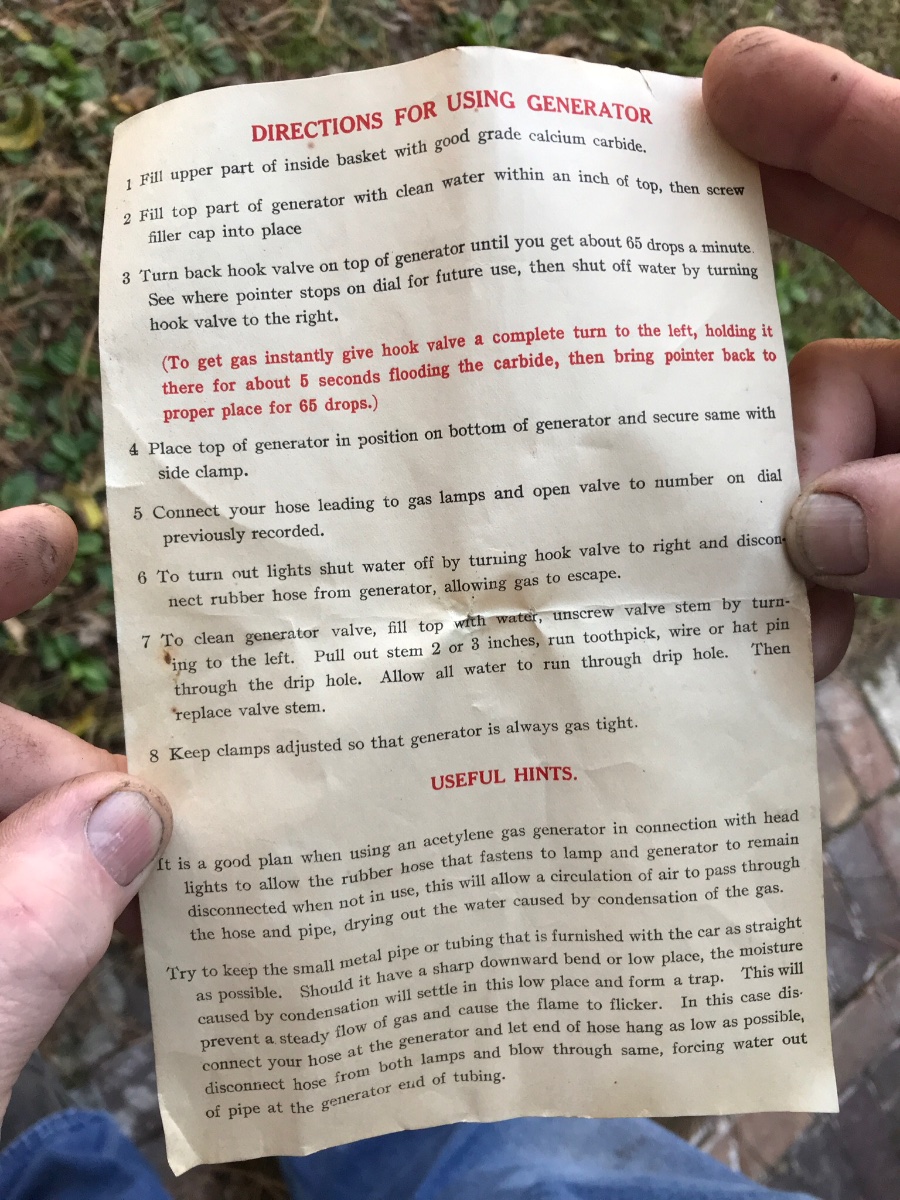 DIRECTIONS FOR USING GENERATOR
1 Fill upper part of inside basket with good grade calcium carbide.
2 Fill top part of generator with clean water within an inch of top, then screw
filler cap into place
3 Turn back hook valve on top of generator until you get about 65 drops a minute.
See where pointer stops on dial for future use, then shut off water by turning
hook valve to the right.
(To get gas instantly give hook valve a complete turn to the left, holding it
there for about 5 seconds flooding the carbide, then bring pointer back to
proper place for 65 drops.)
4 Place top of generator in position on bottom of generator and secure same with
side clamp.
5 Connect your hose leading to gas lamps and open valve to number on dial
previously recorded.
6 To turn out lights shut water off by turning hook valve to right and discon-
nect rubber hose from generator, allowing gas to escape.
7 To clean generator valve, fill top with water, unscrew valve stem by turn-
ing to the left. Pull out stem 2 or 3 inches, run toothpick, wire or hat pin
through the drip hole. Allow all water to run through drip hole. Then
replace valve stem.
8 Keep clamps adjusted so that generator is always gas tight.
USEFUL HINTS.
It is a good plan when using an acetylene gas generator in connection with head
lights to allow the rubber hose that fastens to lamp and generator to remain
disconnected when not in use, this will allow a circulation of air to pass through
the hose and pipe, drying out the water caused by condensation of the gas.
Try to keep the small metal pipe or tubing that is furnished with the car as straight
as possible. Should it have a sharp downward bend or low place, the moisture
caused by condensation will settle in this low place and form a trap. This will
prevent a steady flow of gas and cause the flame to flicker. In this case dis-
connect your hose at the generator and let end of hose hang as low as possible,
disconnect hose from both lamps and blow through same, forcing water out
of pipe at the generator end of tubing.